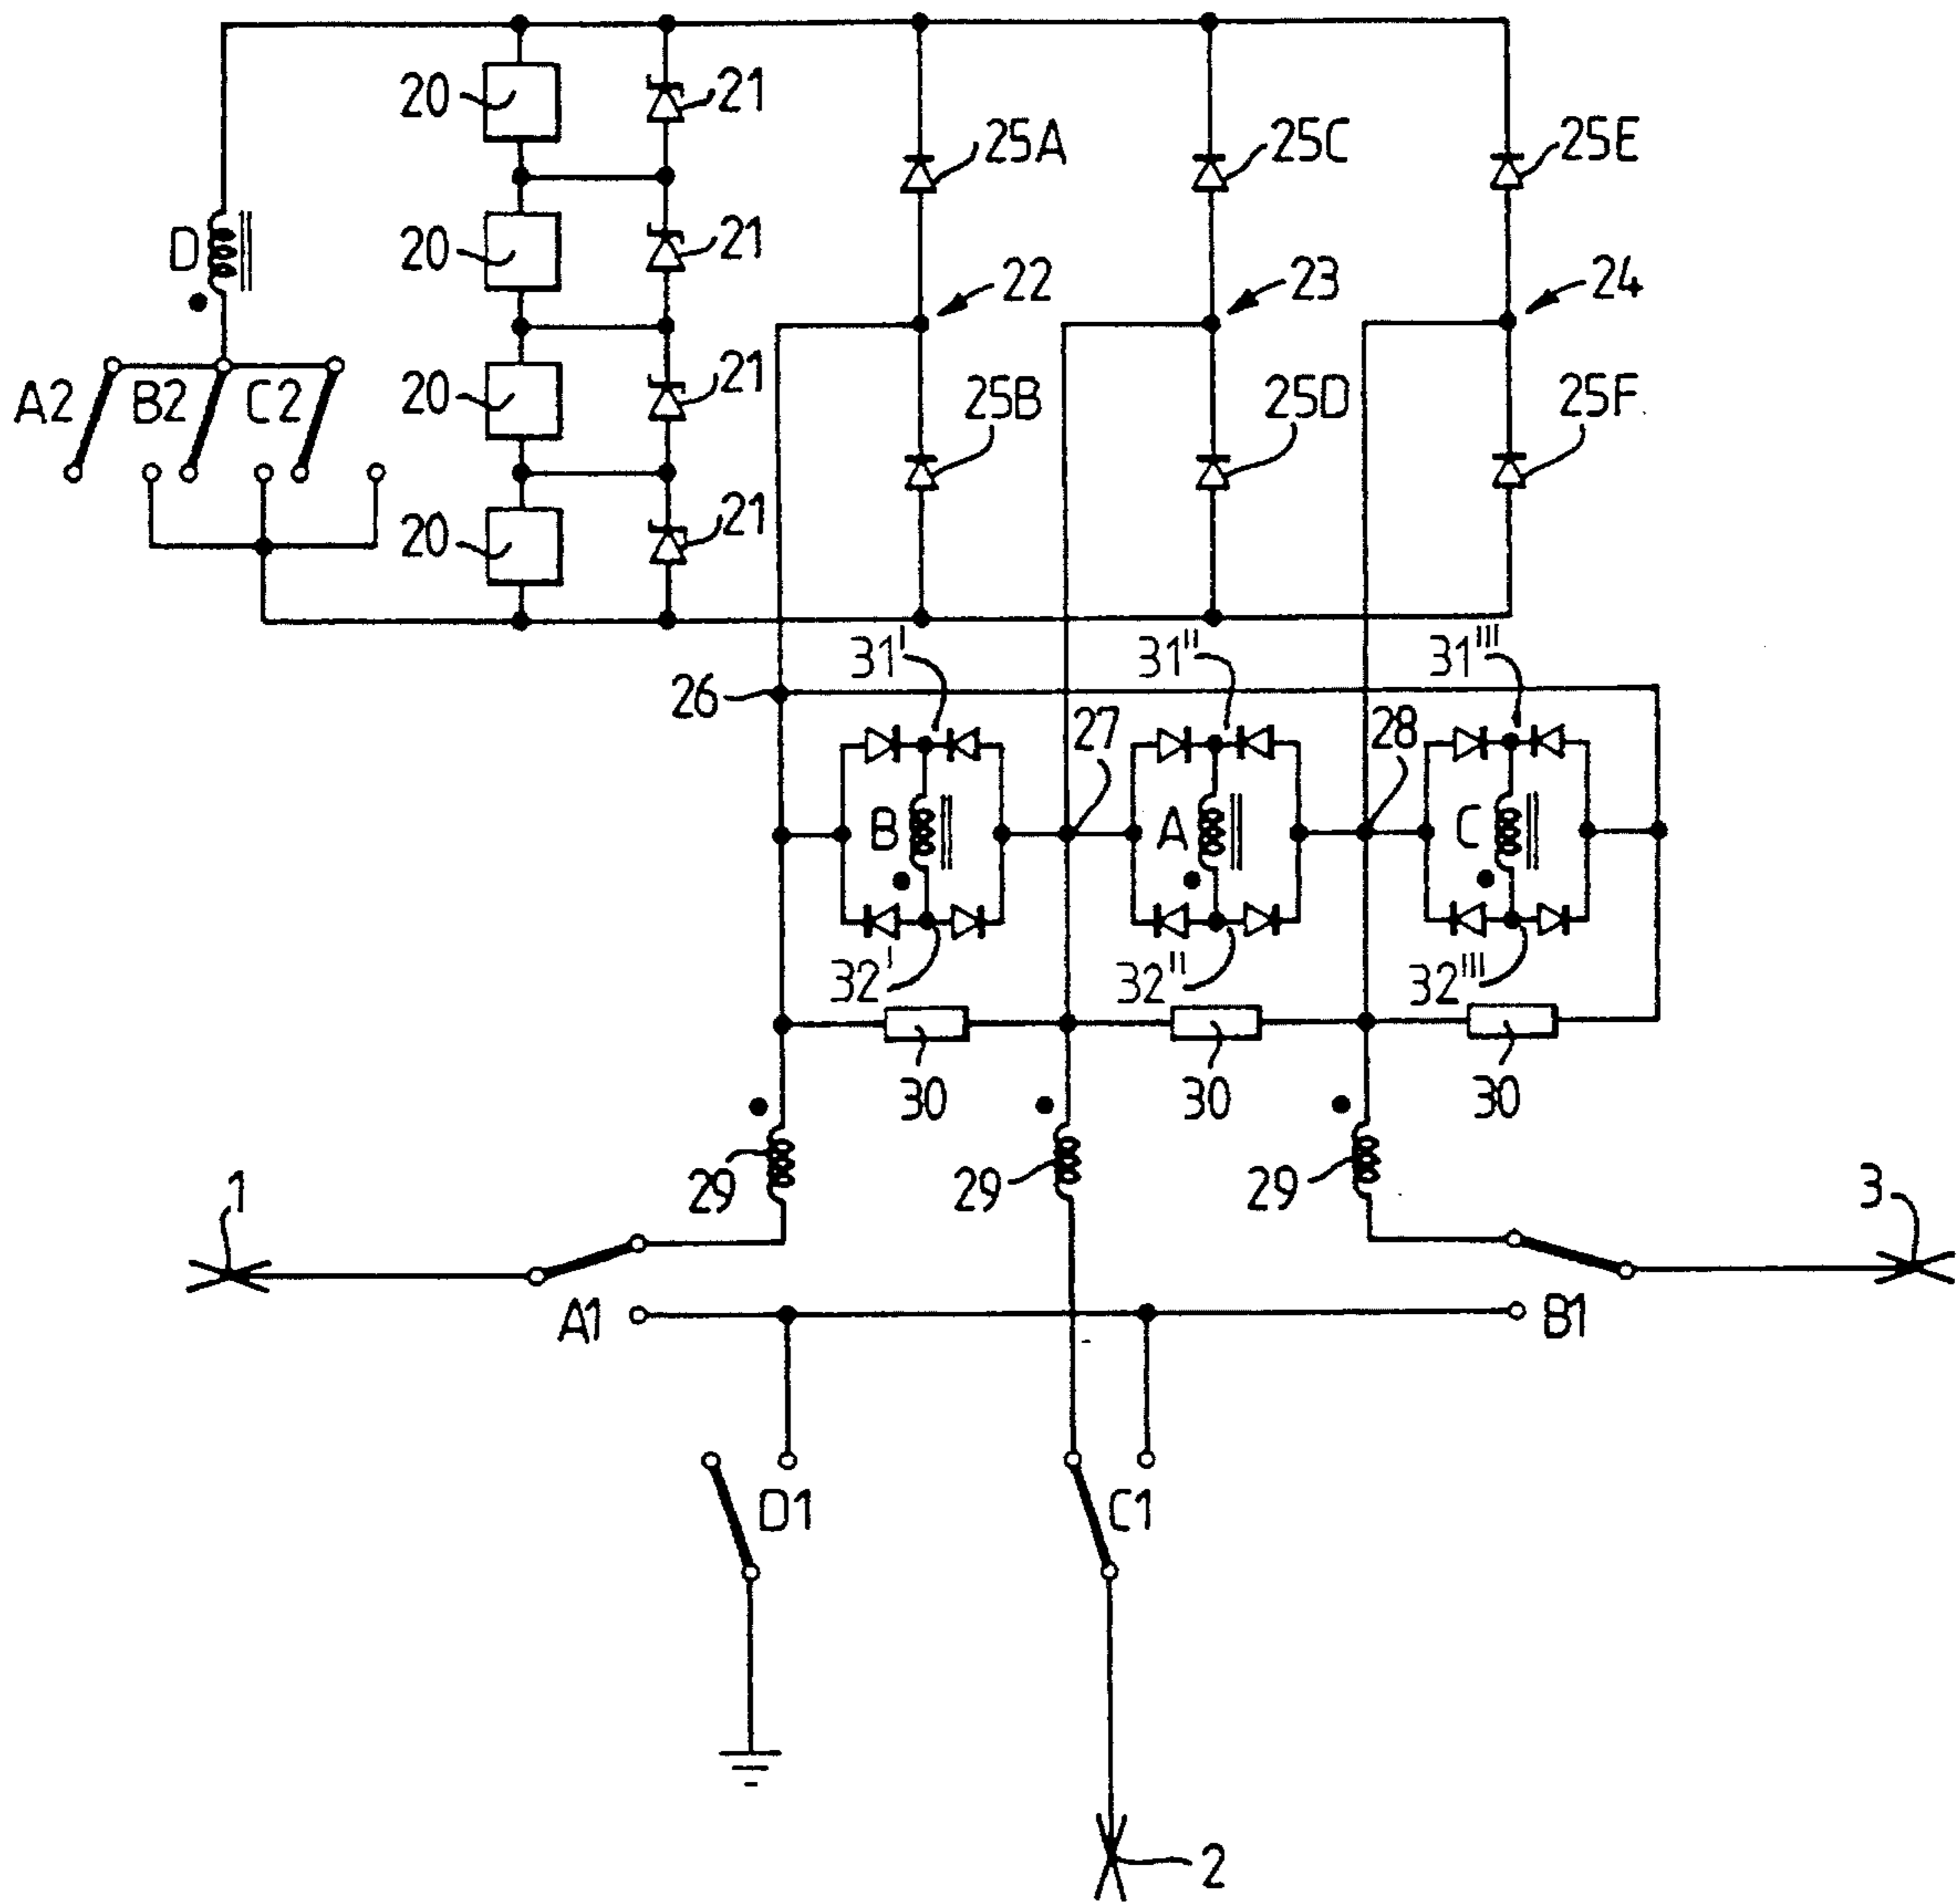 20 21 25A 25C 25E
D 20 21 22 23 24
A2 B2 C2 20 21 25B 25D 25F
20 21
31' 31'' 31'''
26 27 28
B A C
32' 32'' 32'''
30 30 30
1 29 29 29 3
A1 B1
D1 C1
2